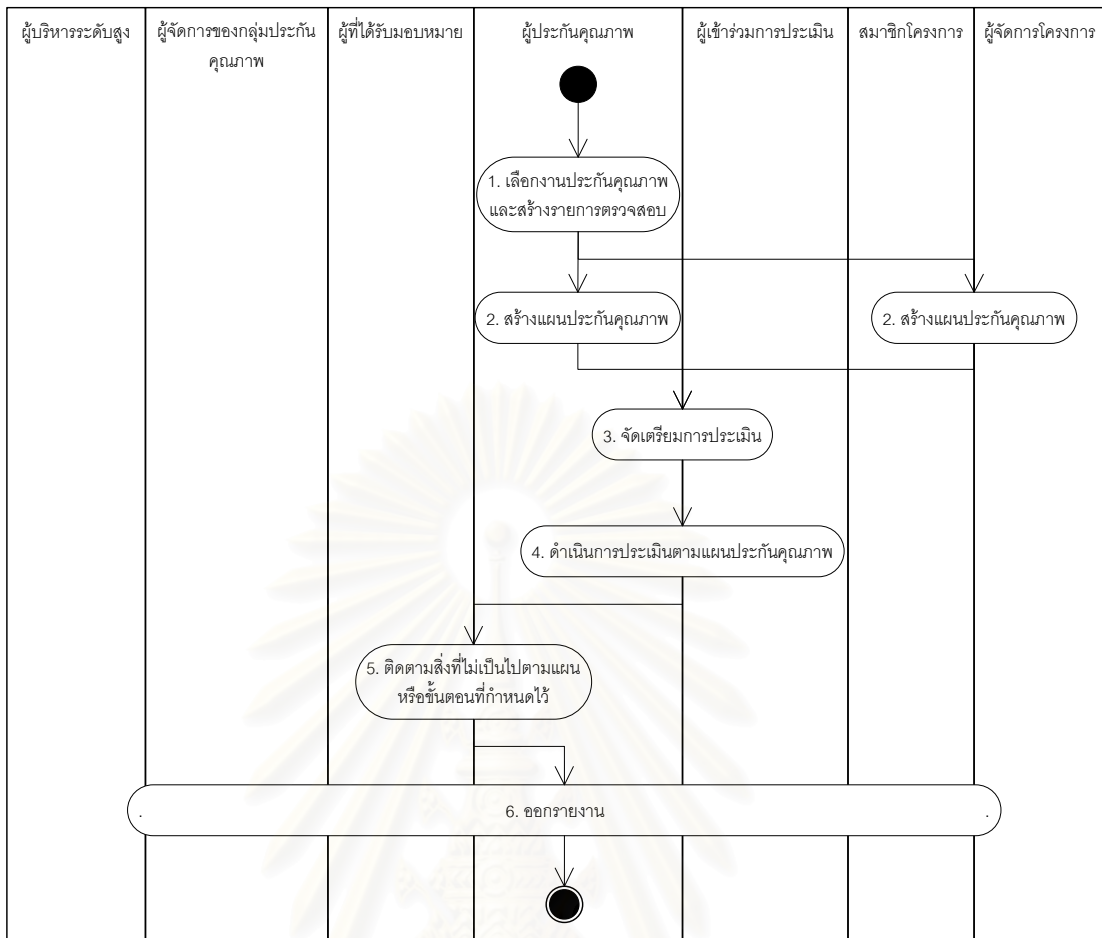 ผู้บริหารระดับสูง
ผู้จัดการของกลุ่มประกัน
คุณภาพ
ผู้ที่ได้รับมอบหมาย
ผู้ประกันคุณภาพ
ผู้เข้าร่วมการประเมิน
สมาชิกโครงการ
ผู้จัดการโครงการ
1. เลือกงานประกันคุณภาพ
และสร้างรายการตรวจสอบ
2. สร้างแผนประกันคุณภาพ
2. สร้างแผนประกันคุณภาพ
3. จัดเตรียมการประเมิน
4. ดำเนินการประเมินตามแผนประกันคุณภาพ
5. ติดตามสิ่งที่ไม่เป็นไปตามแผน
หรือขั้นตอนที่กำหนดไว้
. 6. ออกรายงาน .